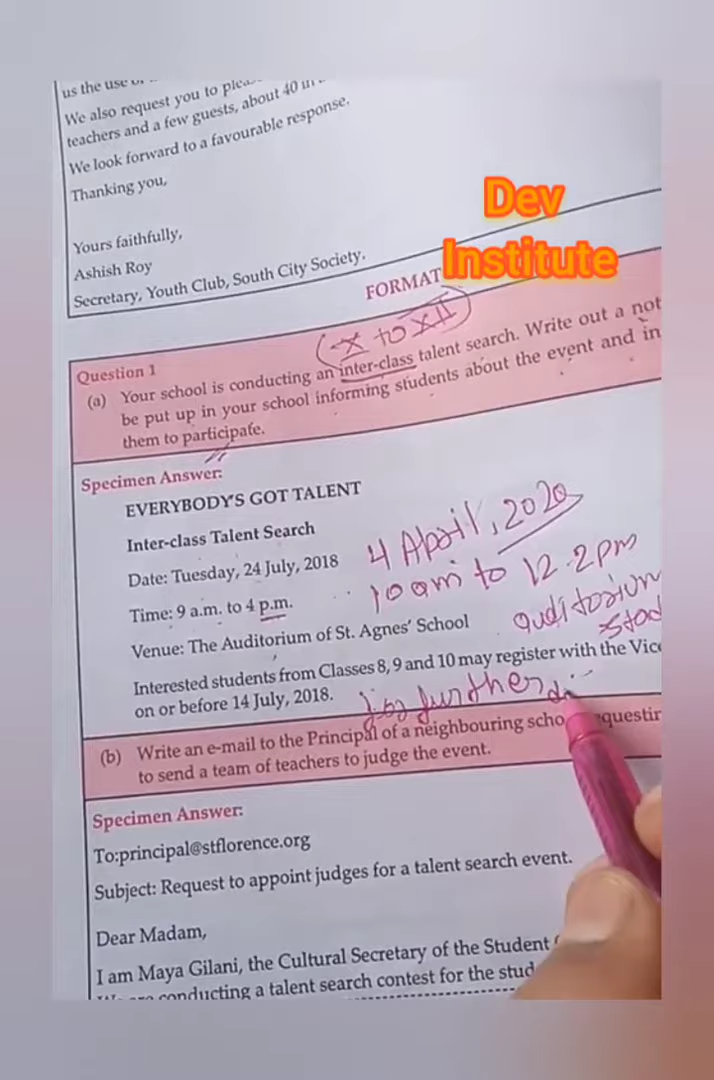 us the use
We also request you to
teachers and a few guests, about 40 in
We look forward to a favourable response.
Thanking you,
Yours faithfully,
Ashish Roy
Secretary, Youth Club, South City Society.
Dev
Institute
FORMAT
(X to XII)
Question 1
(a) Your school is conducting an inter-class talent search. Write out a not
be put up in your school informing students about the event and in
them to participate.
Specimen Answer:
EVERYBODY'S GOT TALENT
Inter-class Talent Search
Date: Tuesday, 24 July, 2018 4 April, 2020
Time: 9 a.m. to 4 p.m. 10 am to 12-2pm
Venue: The Auditorium of St. Agnes' School auditorium
Interested students from Classes 8, 9 and 10 may register with the Vice
on or before 14 July, 2018. for further
(b) Write an e-mail to the Principal of a neighbouring
to send a team of teachers to judge the event.
Specimen Answer:
To:principal@stflorence.org
Subject: Request to appoint judges for a talent search event.
Dear Madam,
I am Maya Gilani, the Cultural Secretary of the Student
conducting a talent search contest for the stud